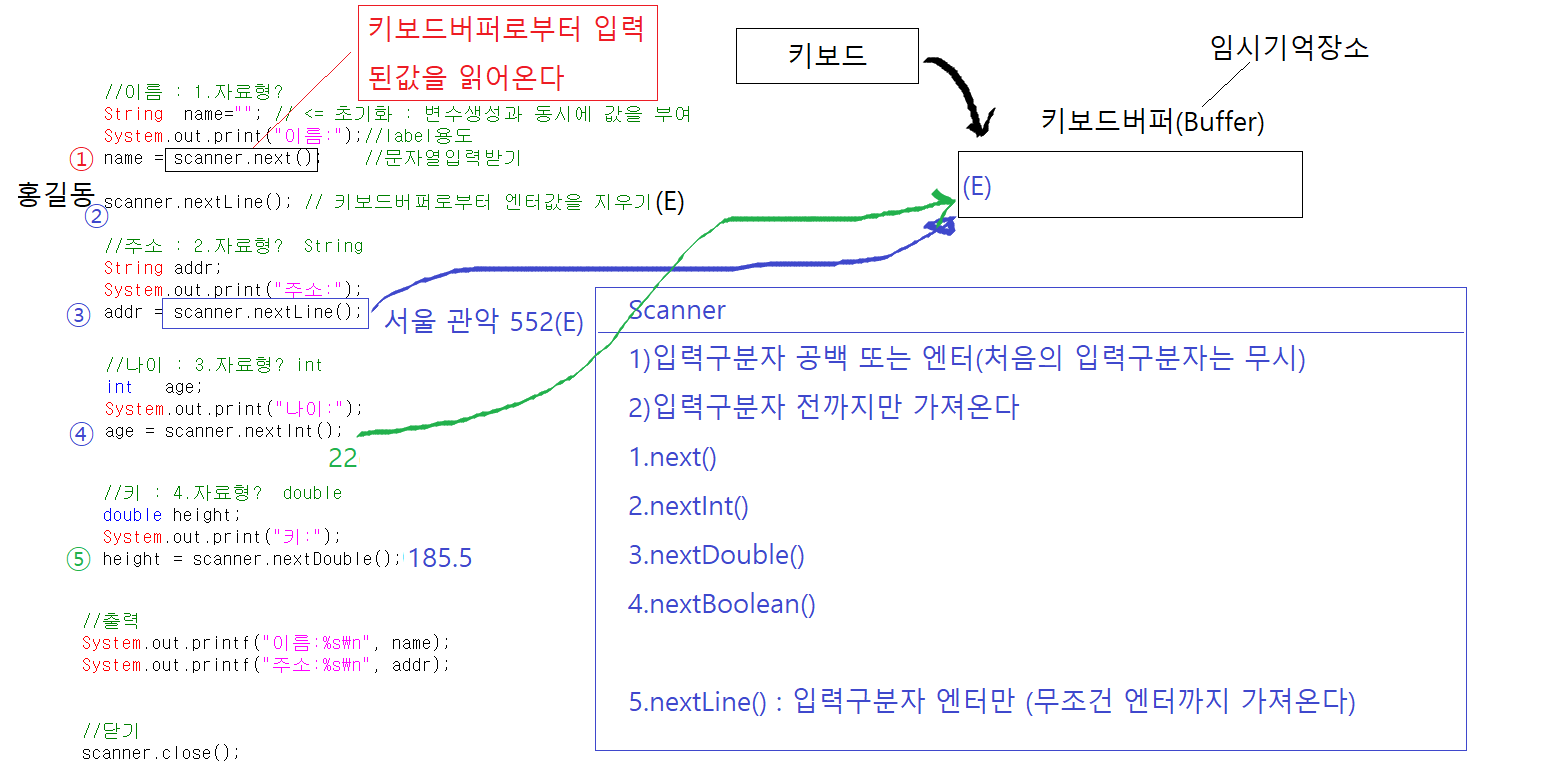 키보드버퍼로부터 입력
된값을 읽어온다
키보드
임시기억장소
키보드버퍼(Buffer)
(E)
//이름 : 1.자료형?
String name=""; // <= 초기화 : 변수생성과 동시에 값을 부여
System.out.print("이름:");//label용도
① name = scanner.next(); //문자열입력받기
홍길동
② scanner.nextLine(); // 키보드버퍼로부터 엔터값을 지우기 (E)
//주소 : 2.자료형? String
String addr;
System.out.print("주소:");
③ addr = scanner.nextLine();
서울 관악 552(E)
//나이 : 3.자료형? int
int age;
System.out.print("나이:");
④ age = scanner.nextInt();
22
//키 : 4.자료형? double
double height;
System.out.print("키:");
⑤ height = scanner.nextDouble(); 185.5
//출력
System.out.printf("이름:%s₩n", name);
System.out.printf("주소:%s₩n", addr);
//닫기
scanner.close();
Scanner
1)입력구분자 공백 또는 엔터(처음의 입력구분자는 무시)
2)입력구분자 전까지만 가져온다
1.next()
2.nextInt()
3.nextDouble()
4.nextBoolean()
5.nextLine() : 입력구분자 엔터만 (무조건 엔터까지 가져온다)